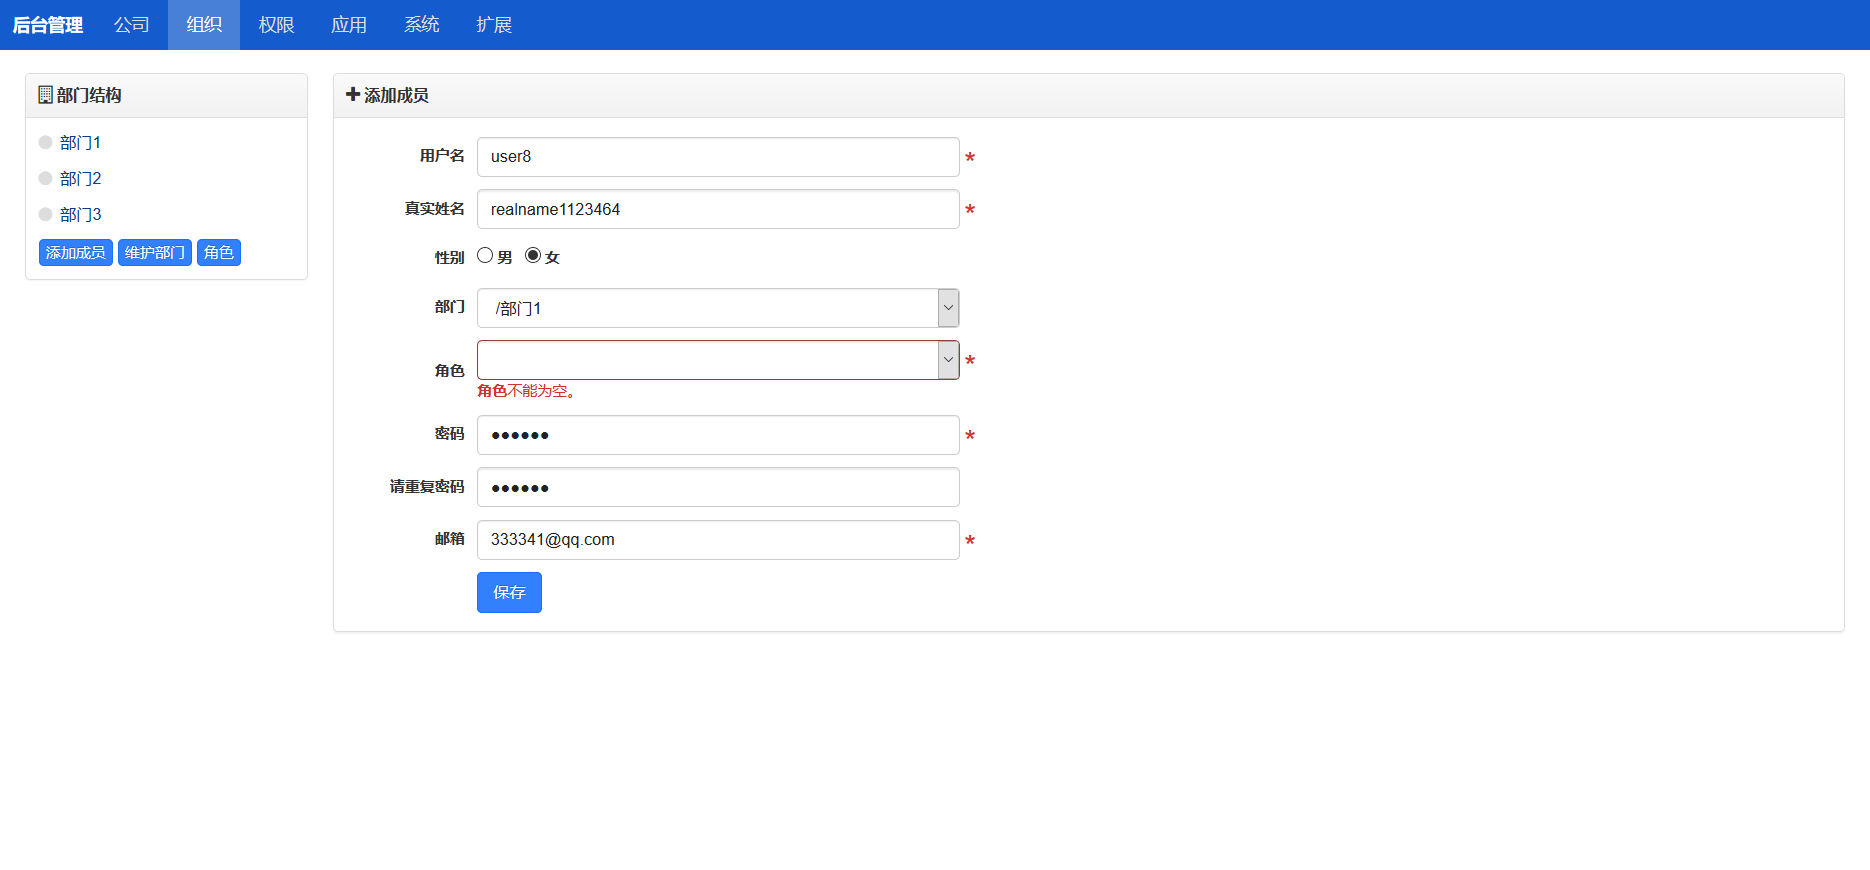 后台管理 公司 组织 权限 应用 系统 扩展
部门结构
部门1
部门2
部门3
添加成员 维护部门 角色
添加成员
用户名 user8 *
真实姓名 realname1123464 *
性别 男 女
部门 /部门1
角色 *
角色不能为空。
密码 ●●●●●● *
请重复密码 ●●●●●●
邮箱 333341@qq.com *
保存